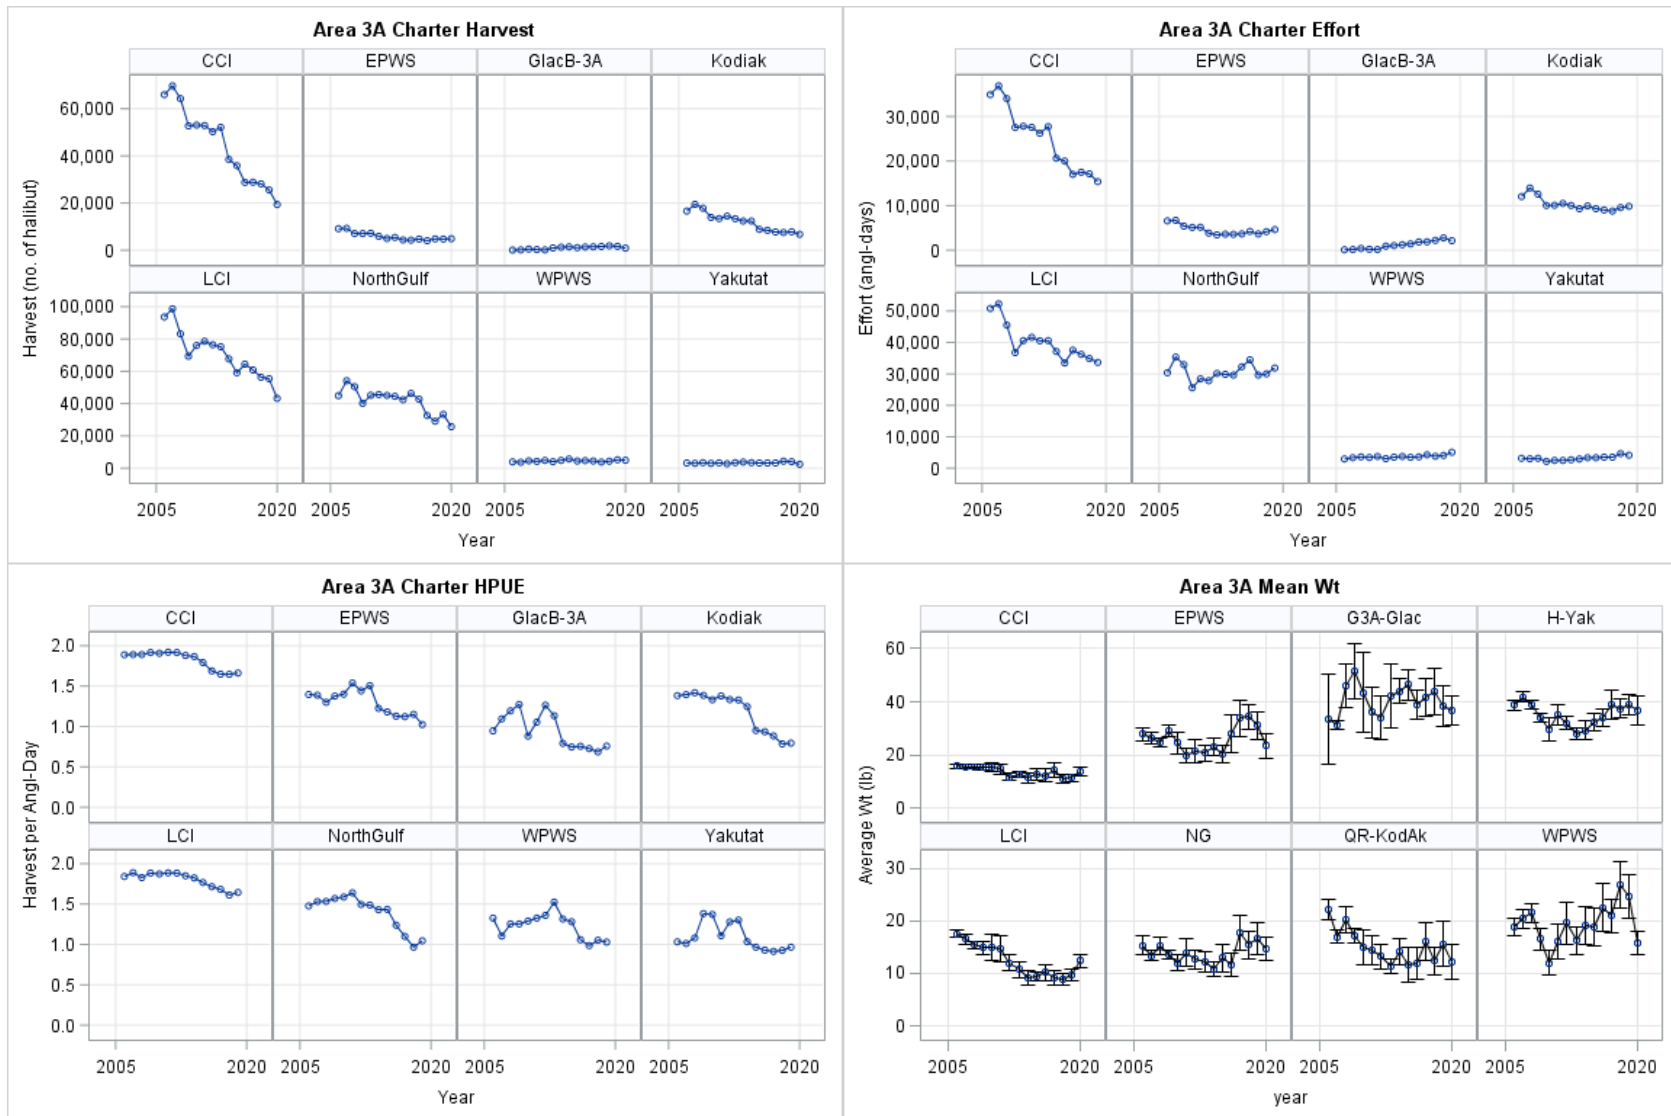 Area 3A Charter Harvest
CCI EPWS GlacB-3A Kodiak
60,000
40,000
20,000
0
LCI NorthGulf WPWS Yakutat
100,000
80,000
60,000
40,000
20,000
0
Harvest (no. of halibut)
2005 2020 2005 2020 2005 2020 2005 2020
Year
Area 3A Charter Effort
CCI EPWS GlacB-3A Kodiak
30,000
20,000
10,000
0
LCI NorthGulf WPWS Yakutat
50,000
40,000
30,000
20,000
10,000
0
Effort (angl-days)
2005 2020 2005 2020 2005 2020 2005 2020
Year
Area 3A Charter HPUE
CCI EPWS GlacB-3A Kodiak
2.0
1.5
1.0
0.5
0.0
LCI NorthGulf WPWS Yakutat
2.0
1.5
1.0
0.5
0.0
Harvest per Angl-Day
2005 2020 2005 2020 2005 2020 2005 2020
Year
Area 3A Mean Wt
CCI EPWS G3A-Glac H-Yak
60
40
20
0
LCI NG QR-KodAk WPWS
30
20
10
0
Average Wt (lb)
2005 2020 2005 2020 2005 2020 2005 2020
year